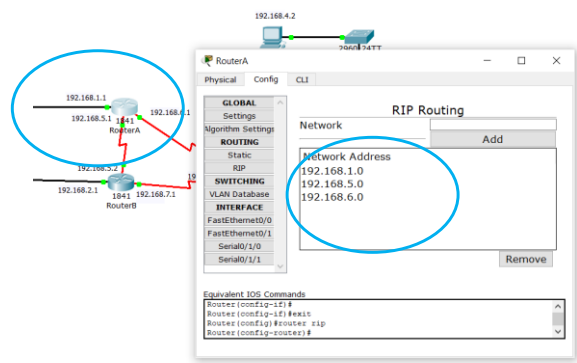 192.168.4.2
2960-24TT
192.168.1.1
192.168.5.1
1841
RouterA
192.168.6.1
192.168.5.2
192.168.2.1
1841
192.168.7.1
RouterB
RouterA
Physical Config CLI
GLOBAL
Settings
Algorithm Settings
ROUTING
Static
RIP
SWITCHING
VLAN Database
INTERFACE
FastEthernet0/0
FastEthernet0/1
Serial0/1/0
Serial0/1/1
RIP Routing
Network
Add
Network Address
192.168.1.0
192.168.5.0
192.168.6.0
Remove
Equivalent IOS Commands
Router(config-if)#
Router(config-if)#exit
Router(config)#router rip
Router(config-router)#